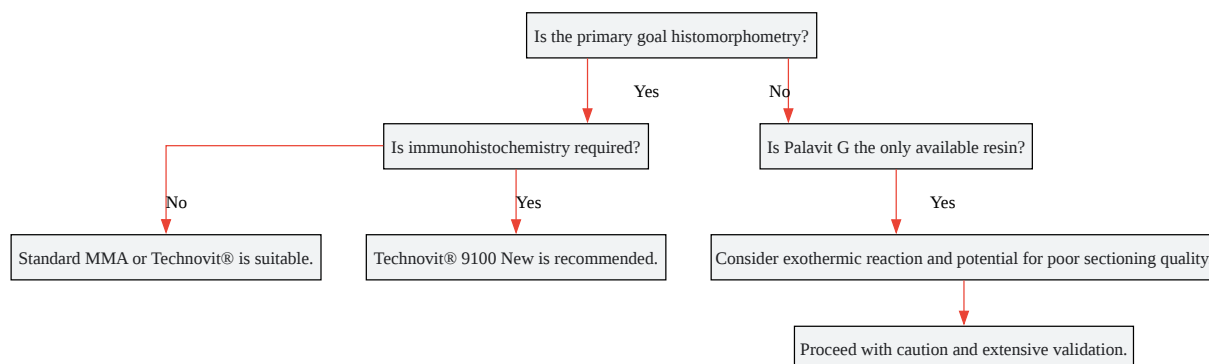 Is the primary goal histomorphometry?
Yes
No
Is immunohistochemistry required?
Is Palavit G the only available resin?
No
Yes
Yes
Standard MMA or Technovit® is suitable.
Technovit® 9100 New is recommended.
Consider exothermic reaction and potential for poor sectioning quality
Proceed with caution and extensive validation.